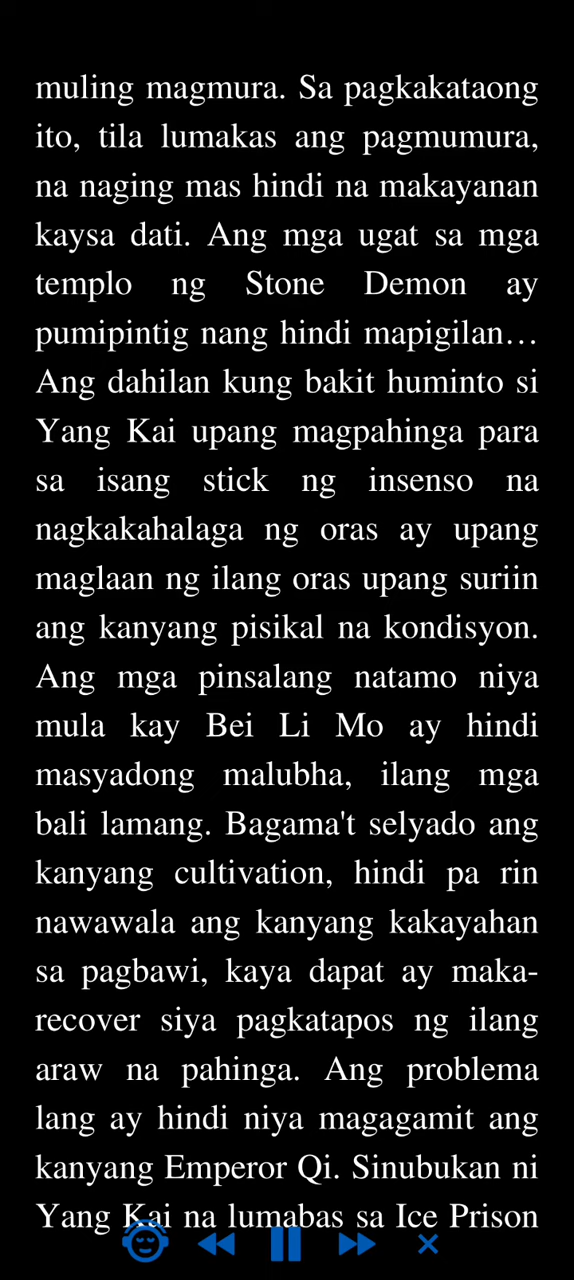 muling magmura. Sa pagkakataong
ito, tila lumakas ang pagmumura,
na naging mas hindi na makayanan
kaysa dati. Ang mga ugat sa mga
templo ng Stone Demon ay
pumipintig nang hindi mapigilan…
Ang dahilan kung bakit huminto si
Yang Kai upang magpahinga para
sa isang stick ng insenso na
nagkakahalaga ng oras ay upang
maglaan ng ilang oras upang suriin
ang kanyang pisikal na kondisyon.
Ang mga pinsalang natamo niya
mula kay Bei Li Mo ay hindi
masyadong malubha, ilang mga
bali lamang. Bagama't selyado ang
kanyang cultivation, hindi pa rin
nawawala ang kanyang kakayahan
sa pagbawi, kaya dapat ay maka-
recover siya pagkatapos ng ilang
araw na pahinga. Ang problema
lang ay hindi niya magagamit ang
kanyang Emperor Qi. Sinubukan ni
Yang Kai na lumabas sa Ice Prison